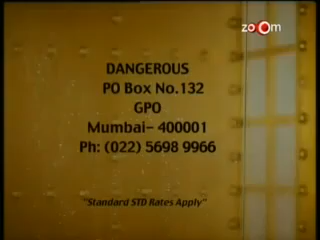 zoom
DANGEROUS
PO Box No.132
GPO
Mumbai– 400001
Ph: (022) 5698 9966
"Standard STD Rates Apply"